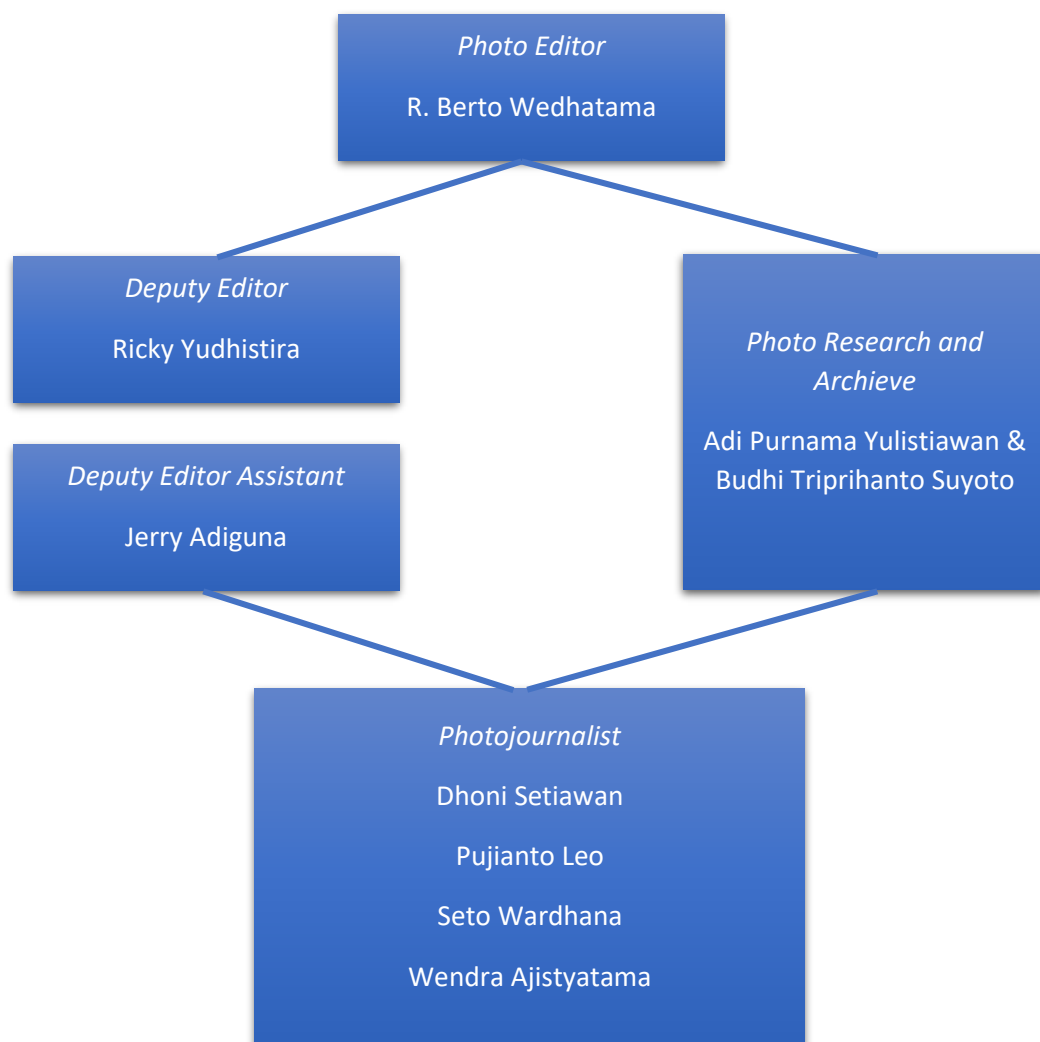 Photo Editor
R. Berto Wedhatama
Deputy Editor
Ricky Yudhistira
Deputy Editor Assistant
Jerry Adiguna
Photo Research and
Archieve
Adi Purnama Yulistiawan &
Budhi Triprihanto Suyoto
Photojournalist
Dhoni Setiawan
Pujianto Leo
Seto Wardhana
Wendra Ajistyatama